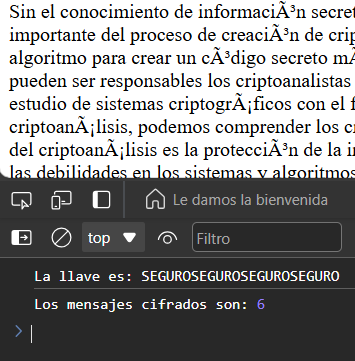 Sin el conocimiento de informaciÃ³n secret
importante del proceso de creaciÃ³n de crip
algoritmo para crear un cÃ³digo secreto mÃ
pueden ser responsables los criptoanalistas
estudio de sistemas criptogrÃ¡ficos con el f
criptoanÃ¡lisis, podemos comprender los cr
del criptoanÃ¡lisis es la protecciÃ³n de la i
las debilidades en los sistemas y algoritmos
Le damos la bienvenida
top Filtro
La llave es: SEGUROSEGUROSEGUROSEGURO
Los mensajes cifrados son: 6
>